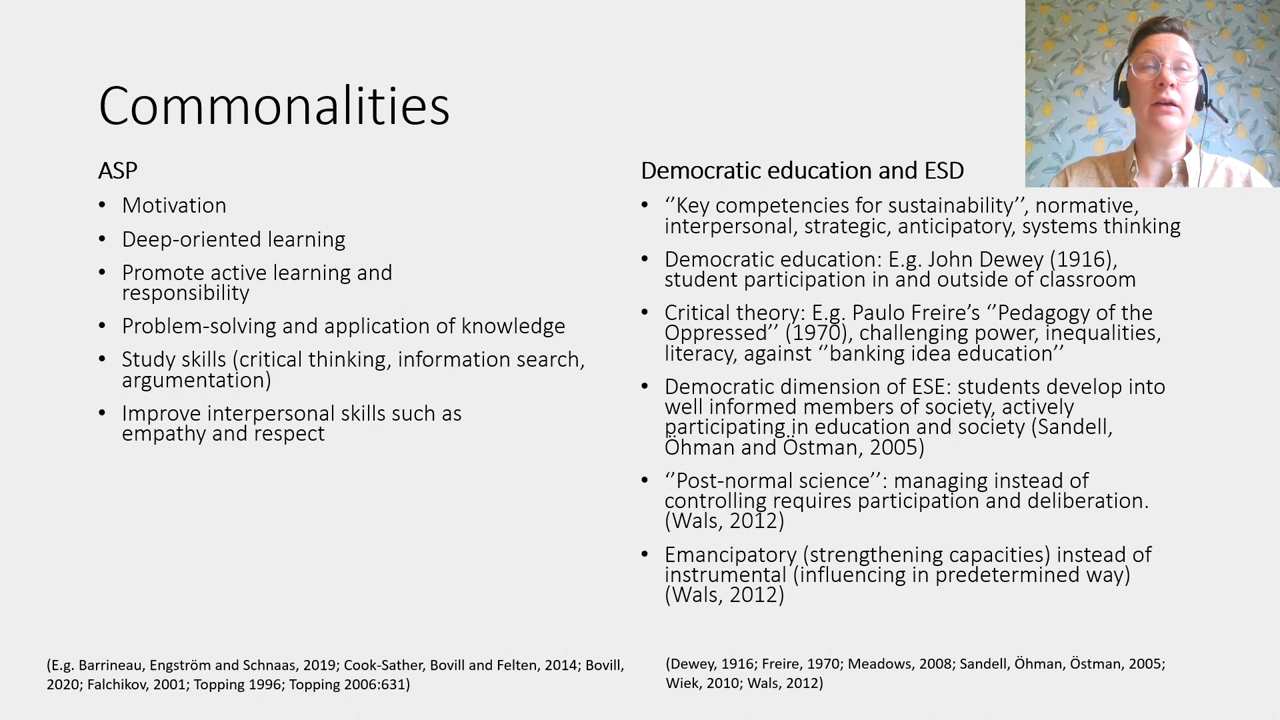 Commonalities
ASP
• Motivation
• Deep-oriented learning
• Promote active learning and
responsibility
• Problem-solving and application of knowledge
• Study skills (critical thinking, information search,
argumentation)
• Improve interpersonal skills such as
empathy and respect
(E.g. Barrineau, Engström and Schnaas, 2019; Cook-Sather, Bovill and Felten, 2014; Bovill,
2020; Falchikov, 2001; Topping 1996; Topping 2006:631)
Democratic education and ESD
• ‘’Key competencies for sustainability’’, normative,
interpersonal, strategic, anticipatory, systems thinking
• Democratic education: E.g. John Dewey (1916),
student participation in and outside of classroom
• Critical theory: E.g. Paulo Freire’s ‘’Pedagogy of the
Oppressed’’ (1970), challenging power, inequalities,
literacy, against ‘’banking idea education’’
• Democratic dimension of ESE: students develop into
well informed members of society, actively
participating in education and society (Sandell,
Öhman and Östman, 2005)
• ‘’Post-normal science’’: managing instead of
controlling requires participation and deliberation.
(Wals, 2012)
• Emancipatory (strengthening capacities) instead of
instrumental (influencing in predetermined way)
(Wals, 2012)
(Dewey, 1916; Freire, 1970; Meadows, 2008; Sandell, Öhman, Östman, 2005;
Wiek, 2010; Wals, 2012)